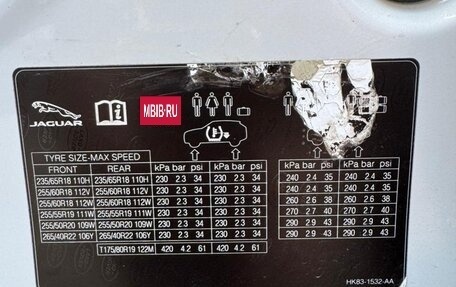 MBIB.RU
JAGUAR
TYRE SIZE-MAX SPEED
FRONT REAR kPa bar psi kPa bar psi kPa bar psi kPa bar psi
235/65R18 110H 235/65R18 110H 230 2.3 34 230 2.3 34 240 2.4 35 240 2.4 35
255/60R18 112V 255/60R18 112V 230 2.3 34 230 2.3 34 240 2.4 35 240 2.4 35
255/60R18 112W 255/60R18 112W 230 2.3 34 230 2.3 34 260 2.6 38 260 2.6 38
255/55R19 111W 255/55R19 111W 230 2.3 34 230 2.3 34 270 2.7 40 270 2.7 40
255/50R20 109W 255/50R20 109W 230 2.3 34 230 2.3 34 290 2.9 43 290 2.9 43
265/40R22 106Y 265/40R22 106Y 230 2.3 34 230 2.3 34 290 2.9 43 290 2.9 43
T175/80R19 122M 420 4.2 61 420 4.2 61
HK83-1532-AA